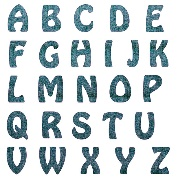 A B C D E
F G H I J K
L M N O P
Q R S T U
V W X Y Z